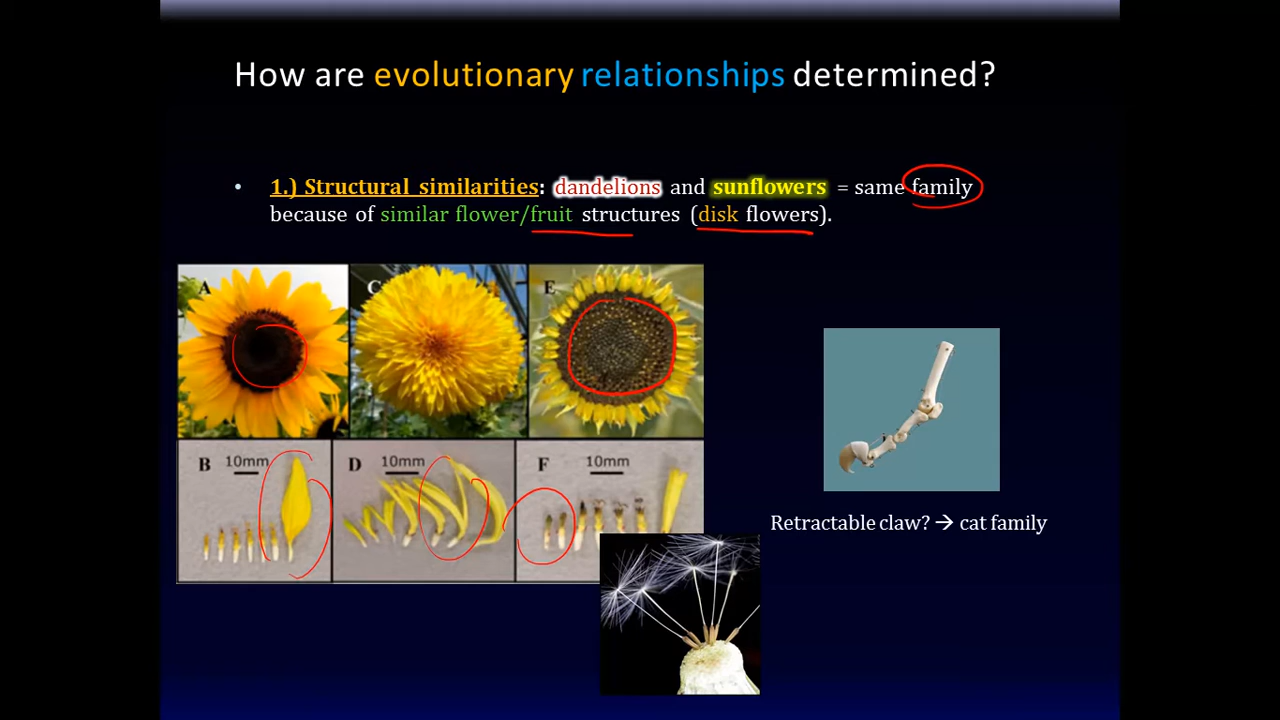 How are evolutionary relationships determined?
• 1.) Structural similarities: dandelions and sunflowers = same family
because of similar flower/fruit structures (disk flowers).
A
C
E
B 10mm
D 10mm
F 10mm
Retractable claw? → cat family